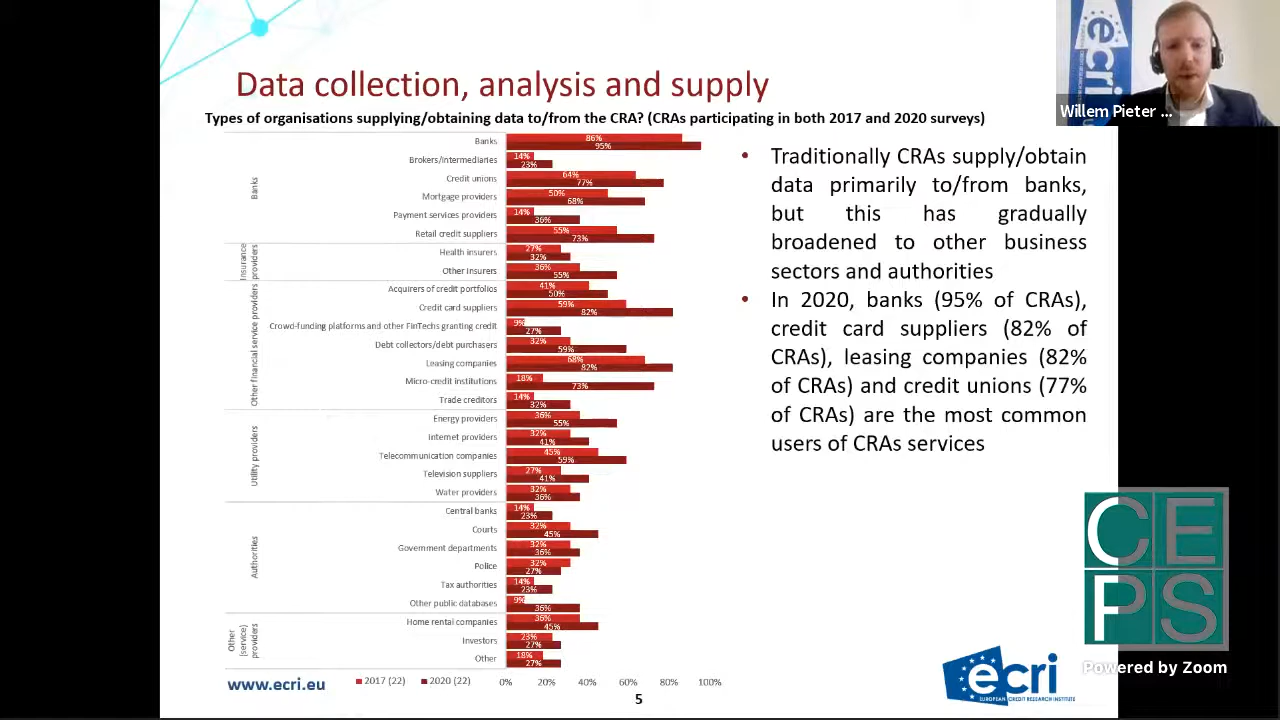 Data collection, analysis and supply
Types of organisations supplying/obtaining data to/from the CRA? (CRAs participating in both 2017 and 2020 surveys)
Banks
Banks 86% 95%
Brokers/Intermediaries 14% 23%
Credit unions 64% 77%
Mortgage providers 50% 68%
Payment services providers 14% 36%
Retail credit suppliers 55% 73%
Insurance providers
Health insurers 27% 32%
Other Insurers 36% 55%
Other financial service providers
Acquirers of credit portfolios 41% 50%
Credit card suppliers 59% 82%
Crowd-funding platforms and other FinTechs granting credit 9% 27%
Debt collectors/debt purchasers 32% 59%
Leasing companies 68% 82%
Micro-credit institutions 18% 73%
Trade creditors 14% 32%
Utility providers
Energy providers 36% 55%
Internet providers 32% 41%
Telecommunication companies 45% 59%
Television suppliers 27% 41%
Water providers 32% 36%
Authorities
Central banks 14% 23%
Courts 32% 45%
Government departments 32% 36%
Police 32% 27%
Tax authorities 14% 23%
Other public databases 9% 36%
Other (service) providers
Home rental companies 36% 45%
Investors 23% 27%
Other 18% 27%
0% 20% 40% 60% 80% 100%
2017 (22) 2020 (22)
• Traditionally CRAs supply/obtain
data primarily to/from banks,
but this has gradually
broadened to other business
sectors and authorities
• In 2020, banks (95% of CRAs),
credit card suppliers (82% of
CRAs), leasing companies (82%
of CRAs) and credit unions (77%
of CRAs) are the most common
users of CRAs services
www.ecri.eu
5
ecri
EUROPEAN CREDIT RESEARCH INSTITUTE
ecri
Willem Pieter ...
CE
PS
Powered by Zoom